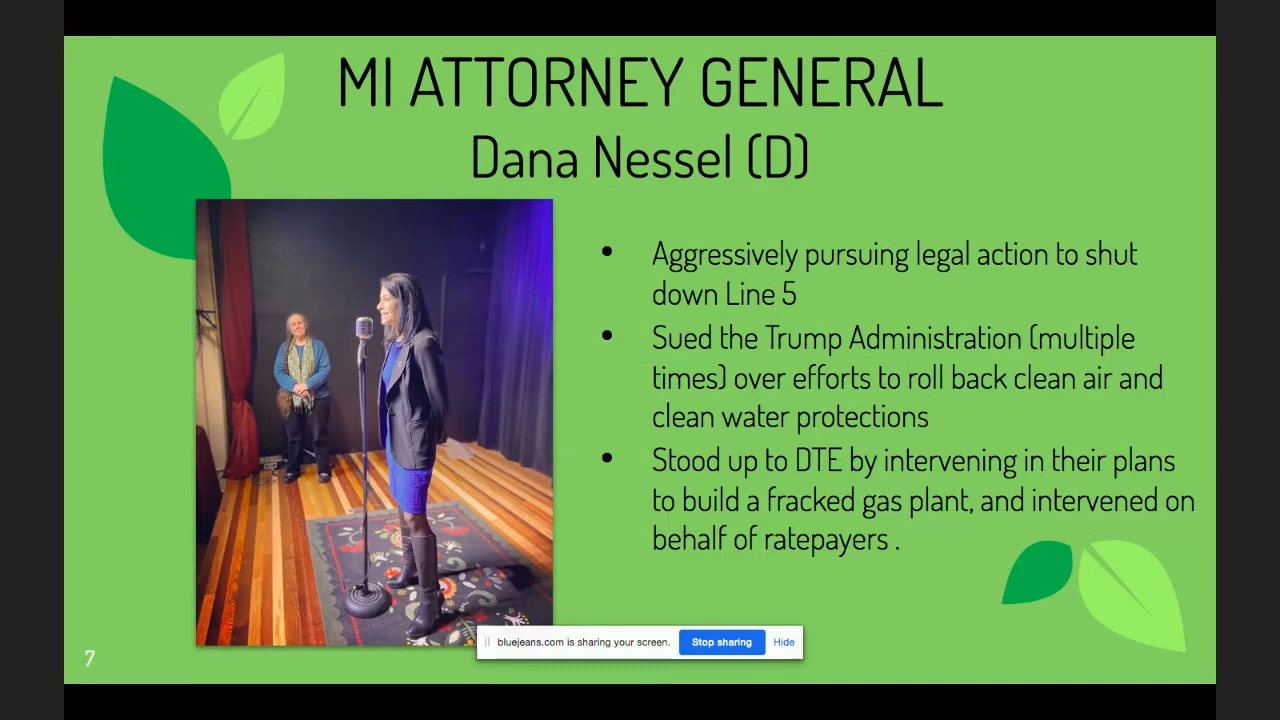 MI ATTORNEY GENERAL
Dana Nessel (D)
• Aggressively pursuing legal action to shut
down Line 5
• Sued the Trump Administration (multiple
times) over efforts to roll back clean air and
clean water protections
• Stood up to DTE by intervening in their plans
to build a fracked gas plant, and intervened on
behalf of ratepayers .
bluejeans.com is sharing your screen. Stop sharing Hide
7